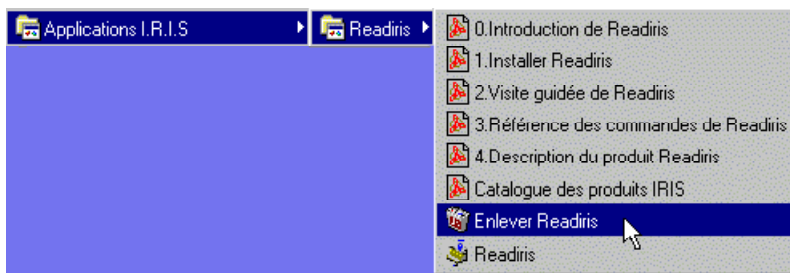 Applications I.R.I.S
Readiris
0.Introduction de Readiris
1.Installer Readiris
2.Visite guidée de Readiris
3.Référence des commandes de Readiris
4.Description du produit Readiris
Catalogue des produits IRIS
Enlever Readiris
Readiris